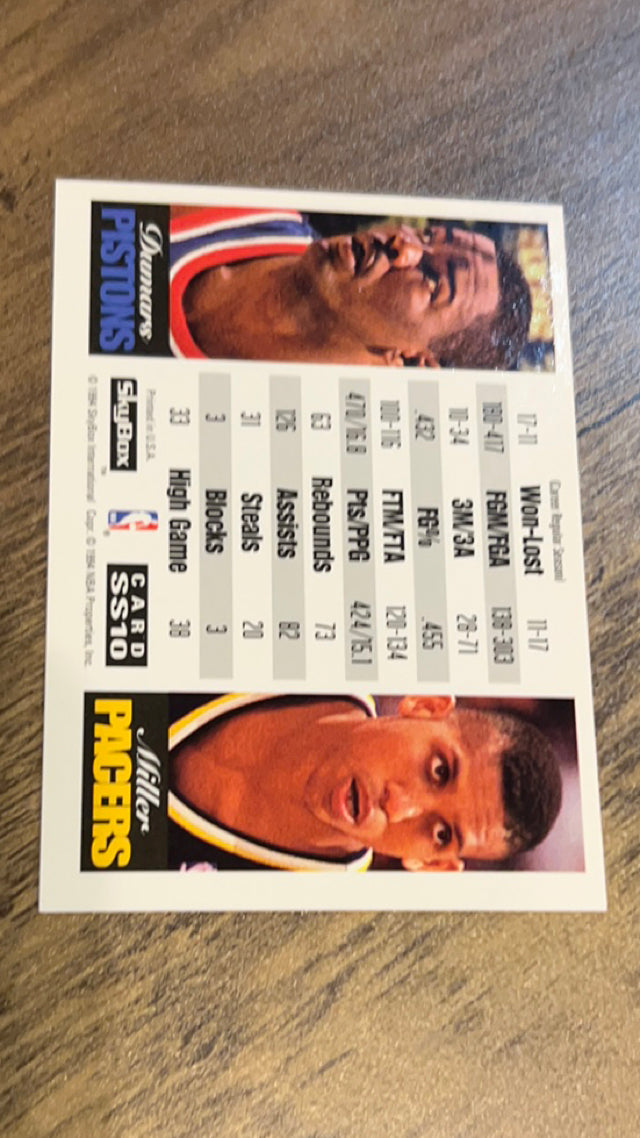 Career Regular Season
17-11 Won-Lost 11-17
180-417 FGM/FGA 138-303
10-34 3M/3A 28-71
.432 FG% .455
100-116 FTM/FTA 120-134
470/16.8 Pts/PPG 424/15.1
63 Rebounds 73
126 Assists 82
31 Steals 20
3 Blocks 3
33 High Game 38
Dumars
PISTONS
Miller
PACERS
Printed in U.S.A.
SkyBox™
NBA®
CARD
SS10
© 1994 SkyBox International Copr. © 1994 NBA Properties, Inc.